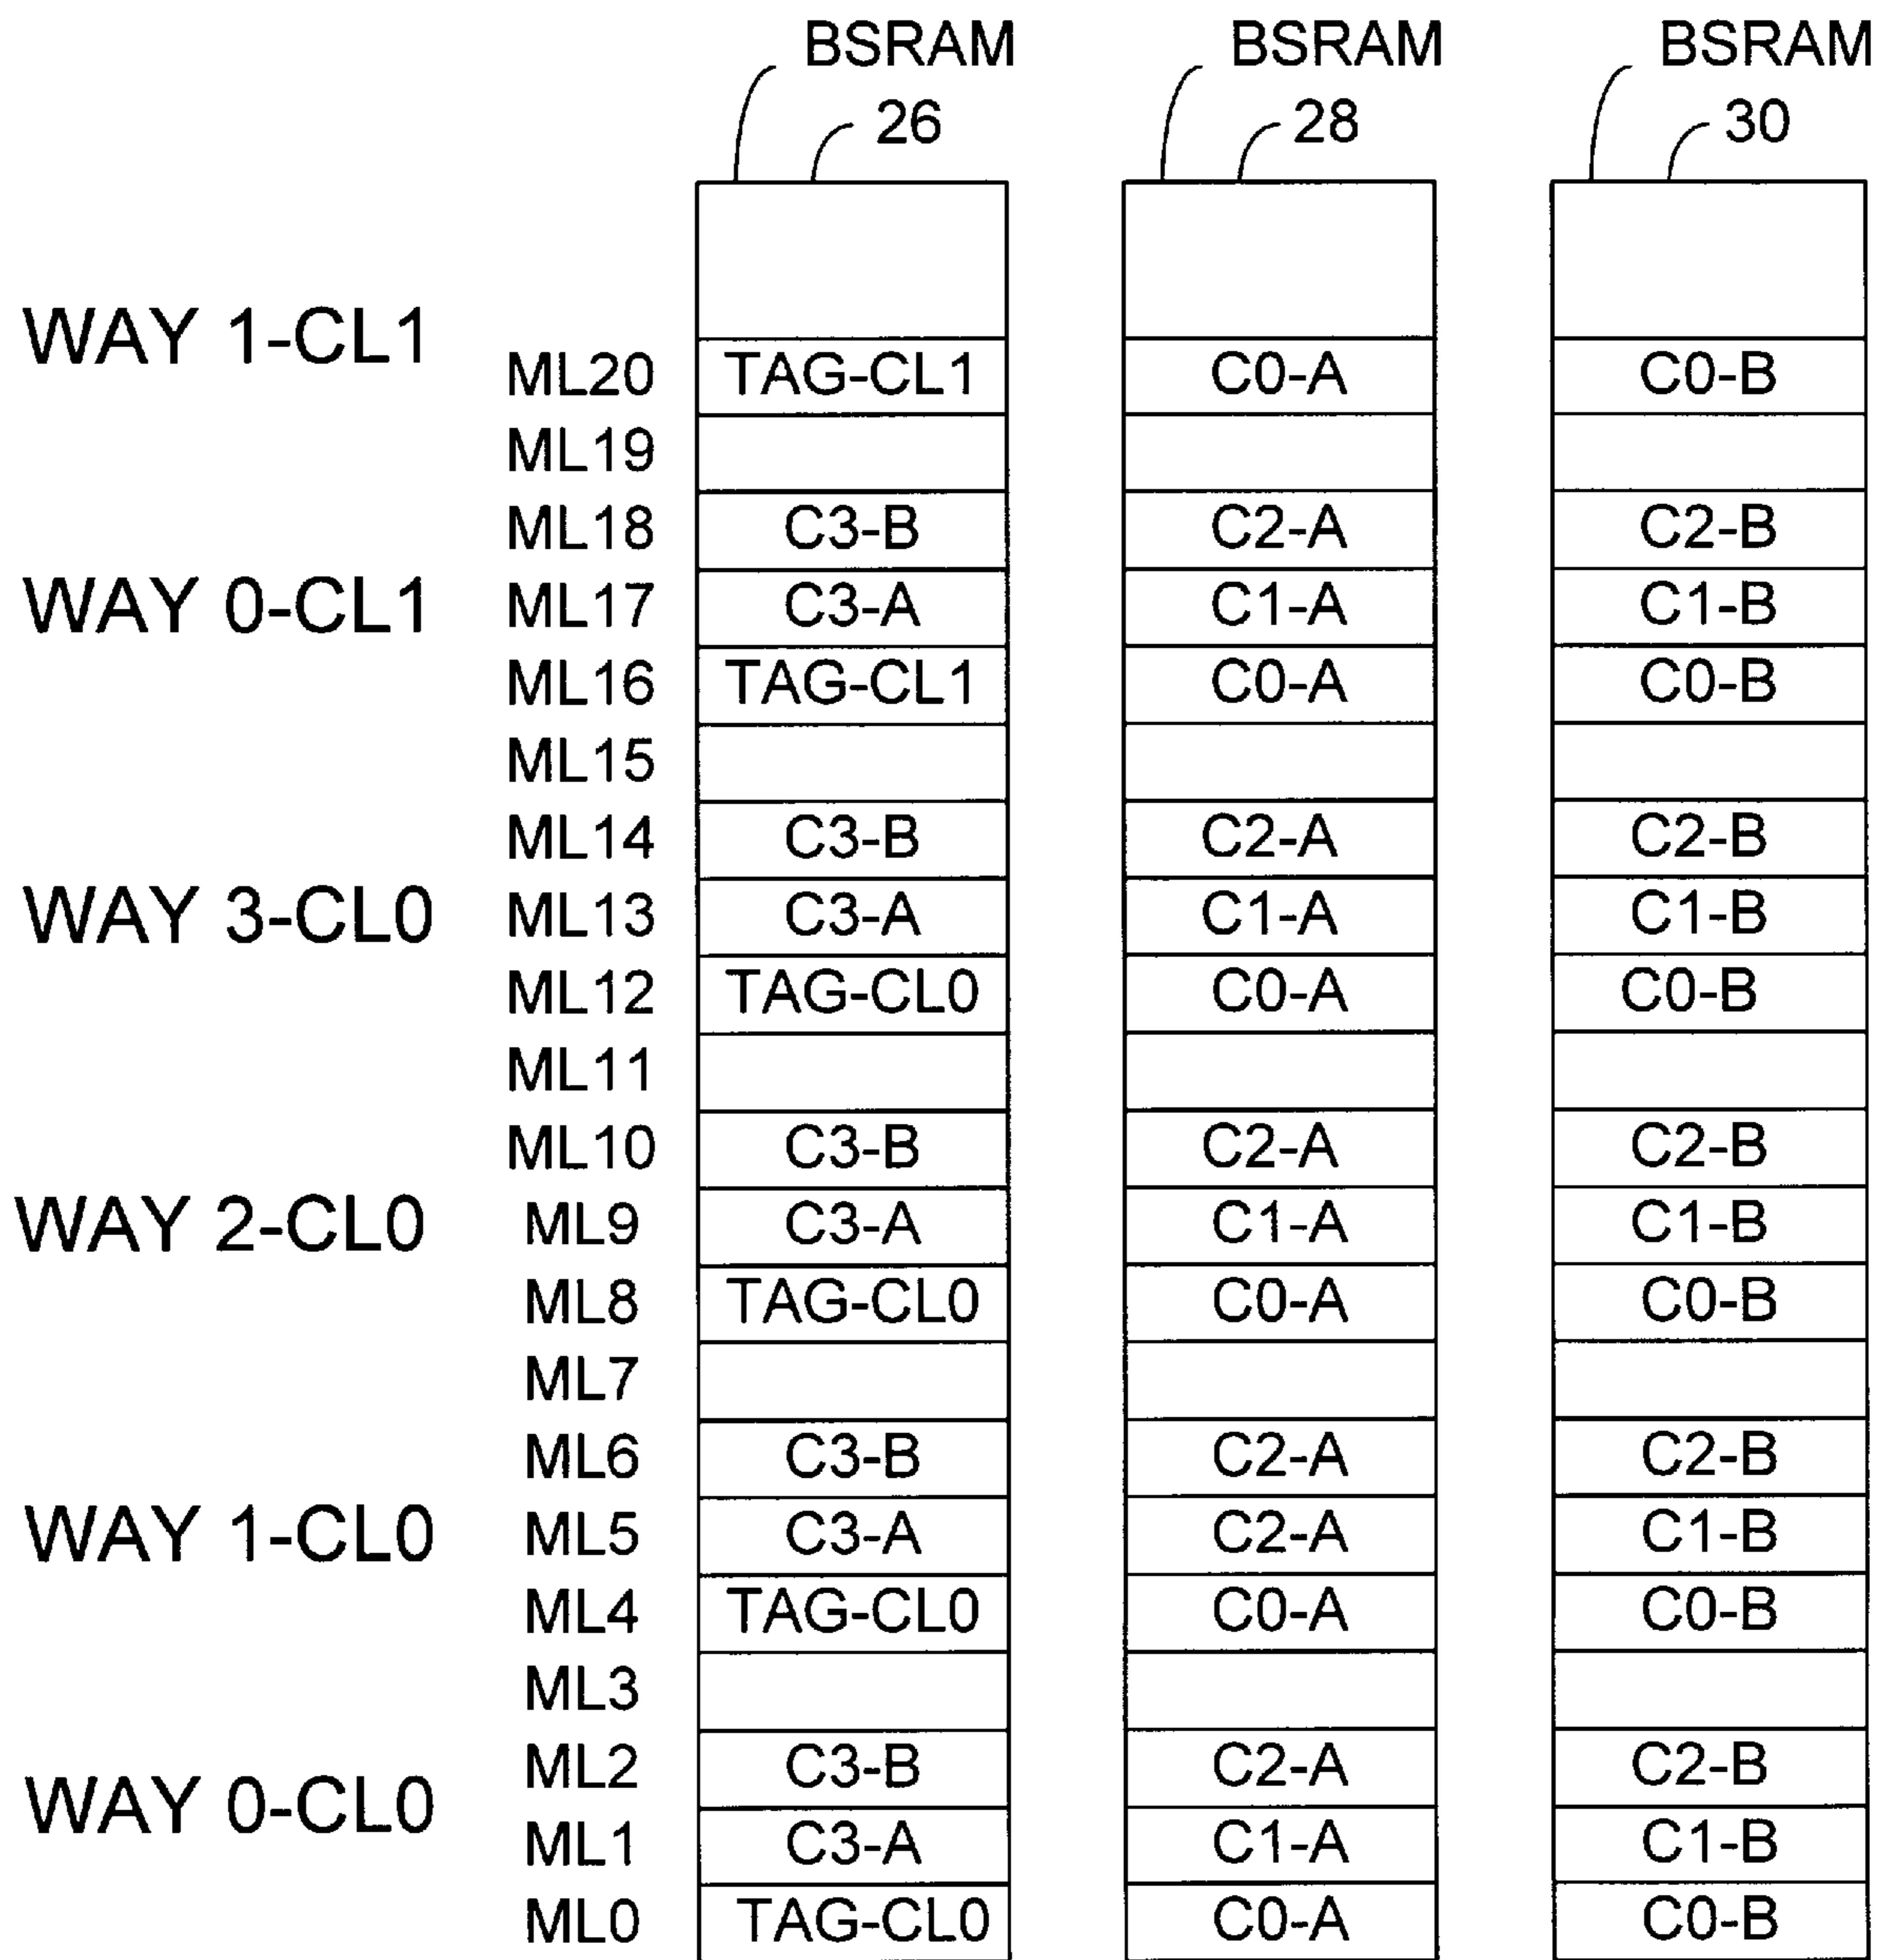 BSRAM BSRAM BSRAM
26 28 30
WAY 1-CL1
ML20 TAG-CL1 C0-A C0-B
ML19
ML18 C3-B C2-A C2-B
WAY 0-CL1 ML17 C3-A C1-A C1-B
ML16 TAG-CL1 C0-A C0-B
ML15
ML14 C3-B C2-A C2-B
WAY 3-CL0 ML13 C3-A C1-A C1-B
ML12 TAG-CL0 C0-A C0-B
ML11
ML10 C3-B C2-A C2-B
WAY 2-CL0 ML9 C3-A C1-A C1-B
ML8 TAG-CL0 C0-A C0-B
ML7
ML6 C3-B C2-A C2-B
WAY 1-CL0 ML5 C3-A C2-A C1-B
ML4 TAG-CL0 C0-A C0-B
ML3
ML2 C3-B C2-A C2-B
WAY 0-CL0
ML1 C3-A C1-A C1-B
ML0 TAG-CL0 C0-A C0-B